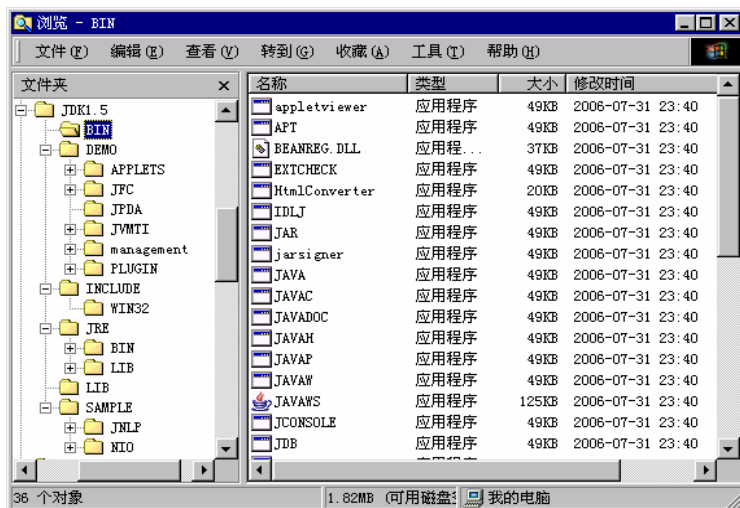 浏览 - BIN
文件(F) 编辑(E) 查看(V) 转到(G) 收藏(A) 工具(T) 帮助(H)
文件夹
JDK1.5
BIN
DEMO
APPLETS
JFC
JPDA
JVMTI
management
PLUGIN
INCLUDE
WIN32
JRE
BIN
LIB
LIB
SAMPLE
JNLP
NIO
名称 类型 大小 修改时间
appletviewer 应用程序 49KB 2006-07-31 23:40
APT 应用程序 49KB 2006-07-31 23:40
BEANREG.DLL 应用程... 37KB 2006-07-31 23:40
EXTCHECK 应用程序 49KB 2006-07-31 23:40
HtmlConverter 应用程序 20KB 2006-07-31 23:40
IDLJ 应用程序 49KB 2006-07-31 23:40
JAR 应用程序 49KB 2006-07-31 23:40
jarsigner 应用程序 49KB 2006-07-31 23:40
JAVA 应用程序 49KB 2006-07-31 23:40
JAVAC 应用程序 49KB 2006-07-31 23:40
JAVADOC 应用程序 49KB 2006-07-31 23:40
JAVAH 应用程序 49KB 2006-07-31 23:40
JAVAP 应用程序 49KB 2006-07-31 23:40
JAVAW 应用程序 49KB 2006-07-31 23:40
JAVAWS 应用程序 125KB 2006-07-31 23:40
JCONSOLE 应用程序 49KB 2006-07-31 23:40
JDB 应用程序 49KB 2006-07-31 23:40
36 个对象 1.82MB (可用磁盘 我的电脑